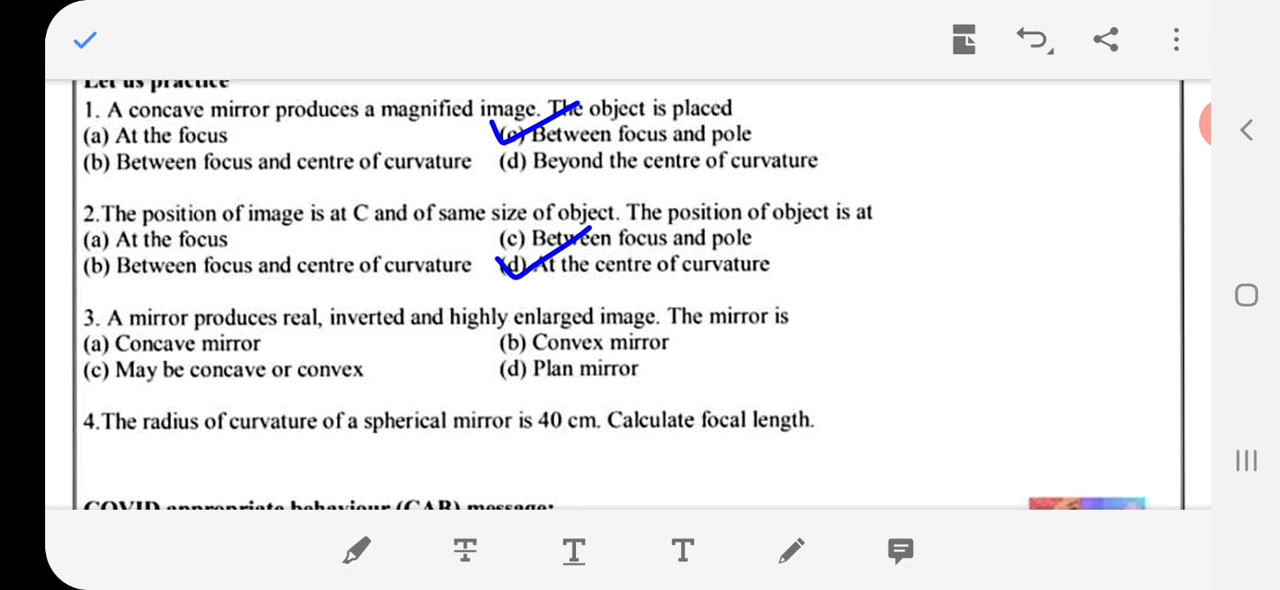 Let us practice
1. A concave mirror produces a magnified image. The object is placed
(a) At the focus (c) Between focus and pole
(b) Between focus and centre of curvature (d) Beyond the centre of curvature
2.The position of image is at C and of same size of object. The position of object is at
(a) At the focus (c) Between focus and pole
(b) Between focus and centre of curvature (d) At the centre of curvature
3. A mirror produces real, inverted and highly enlarged image. The mirror is
(a) Concave mirror (b) Convex mirror
(c) May be concave or convex (d) Plan mirror
4.The radius of curvature of a spherical mirror is 40 cm. Calculate focal length.
COVID appropriate behaviour (CAB) message: